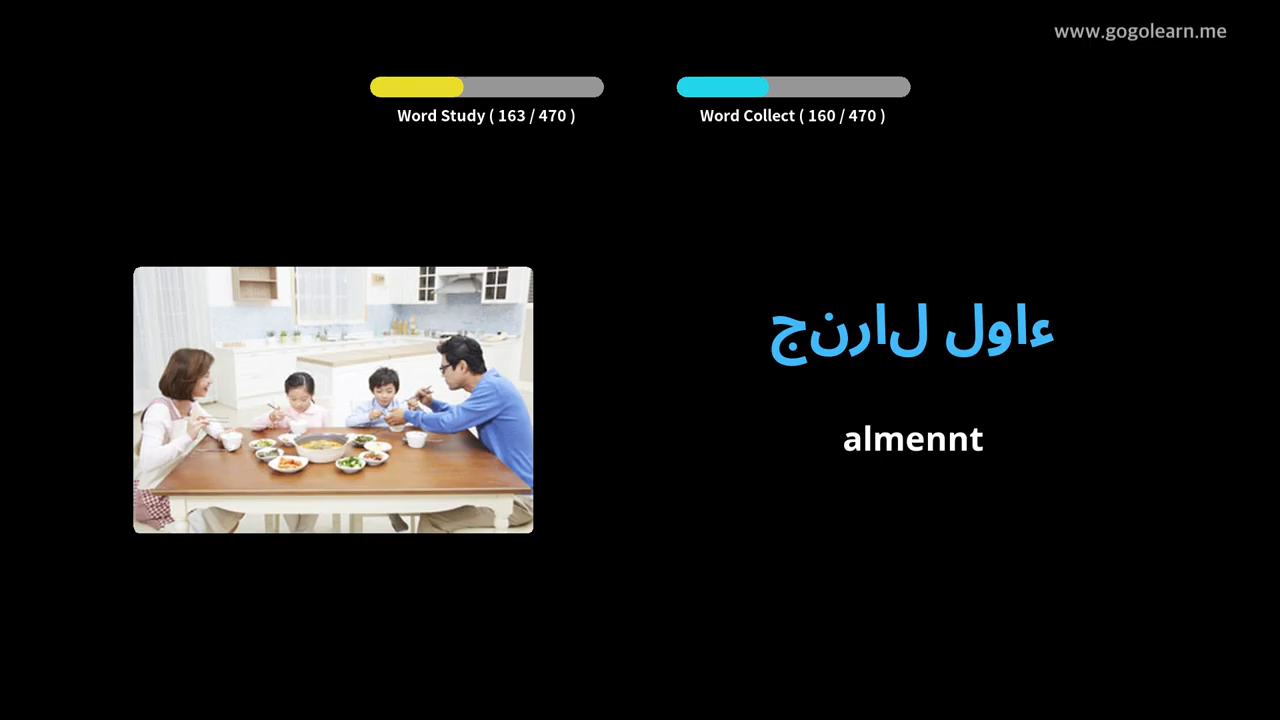 www.gogolearn.me
Word Study ( 163 / 470 )
Word Collect ( 160 / 470 )
ءاول لارنج
almennt